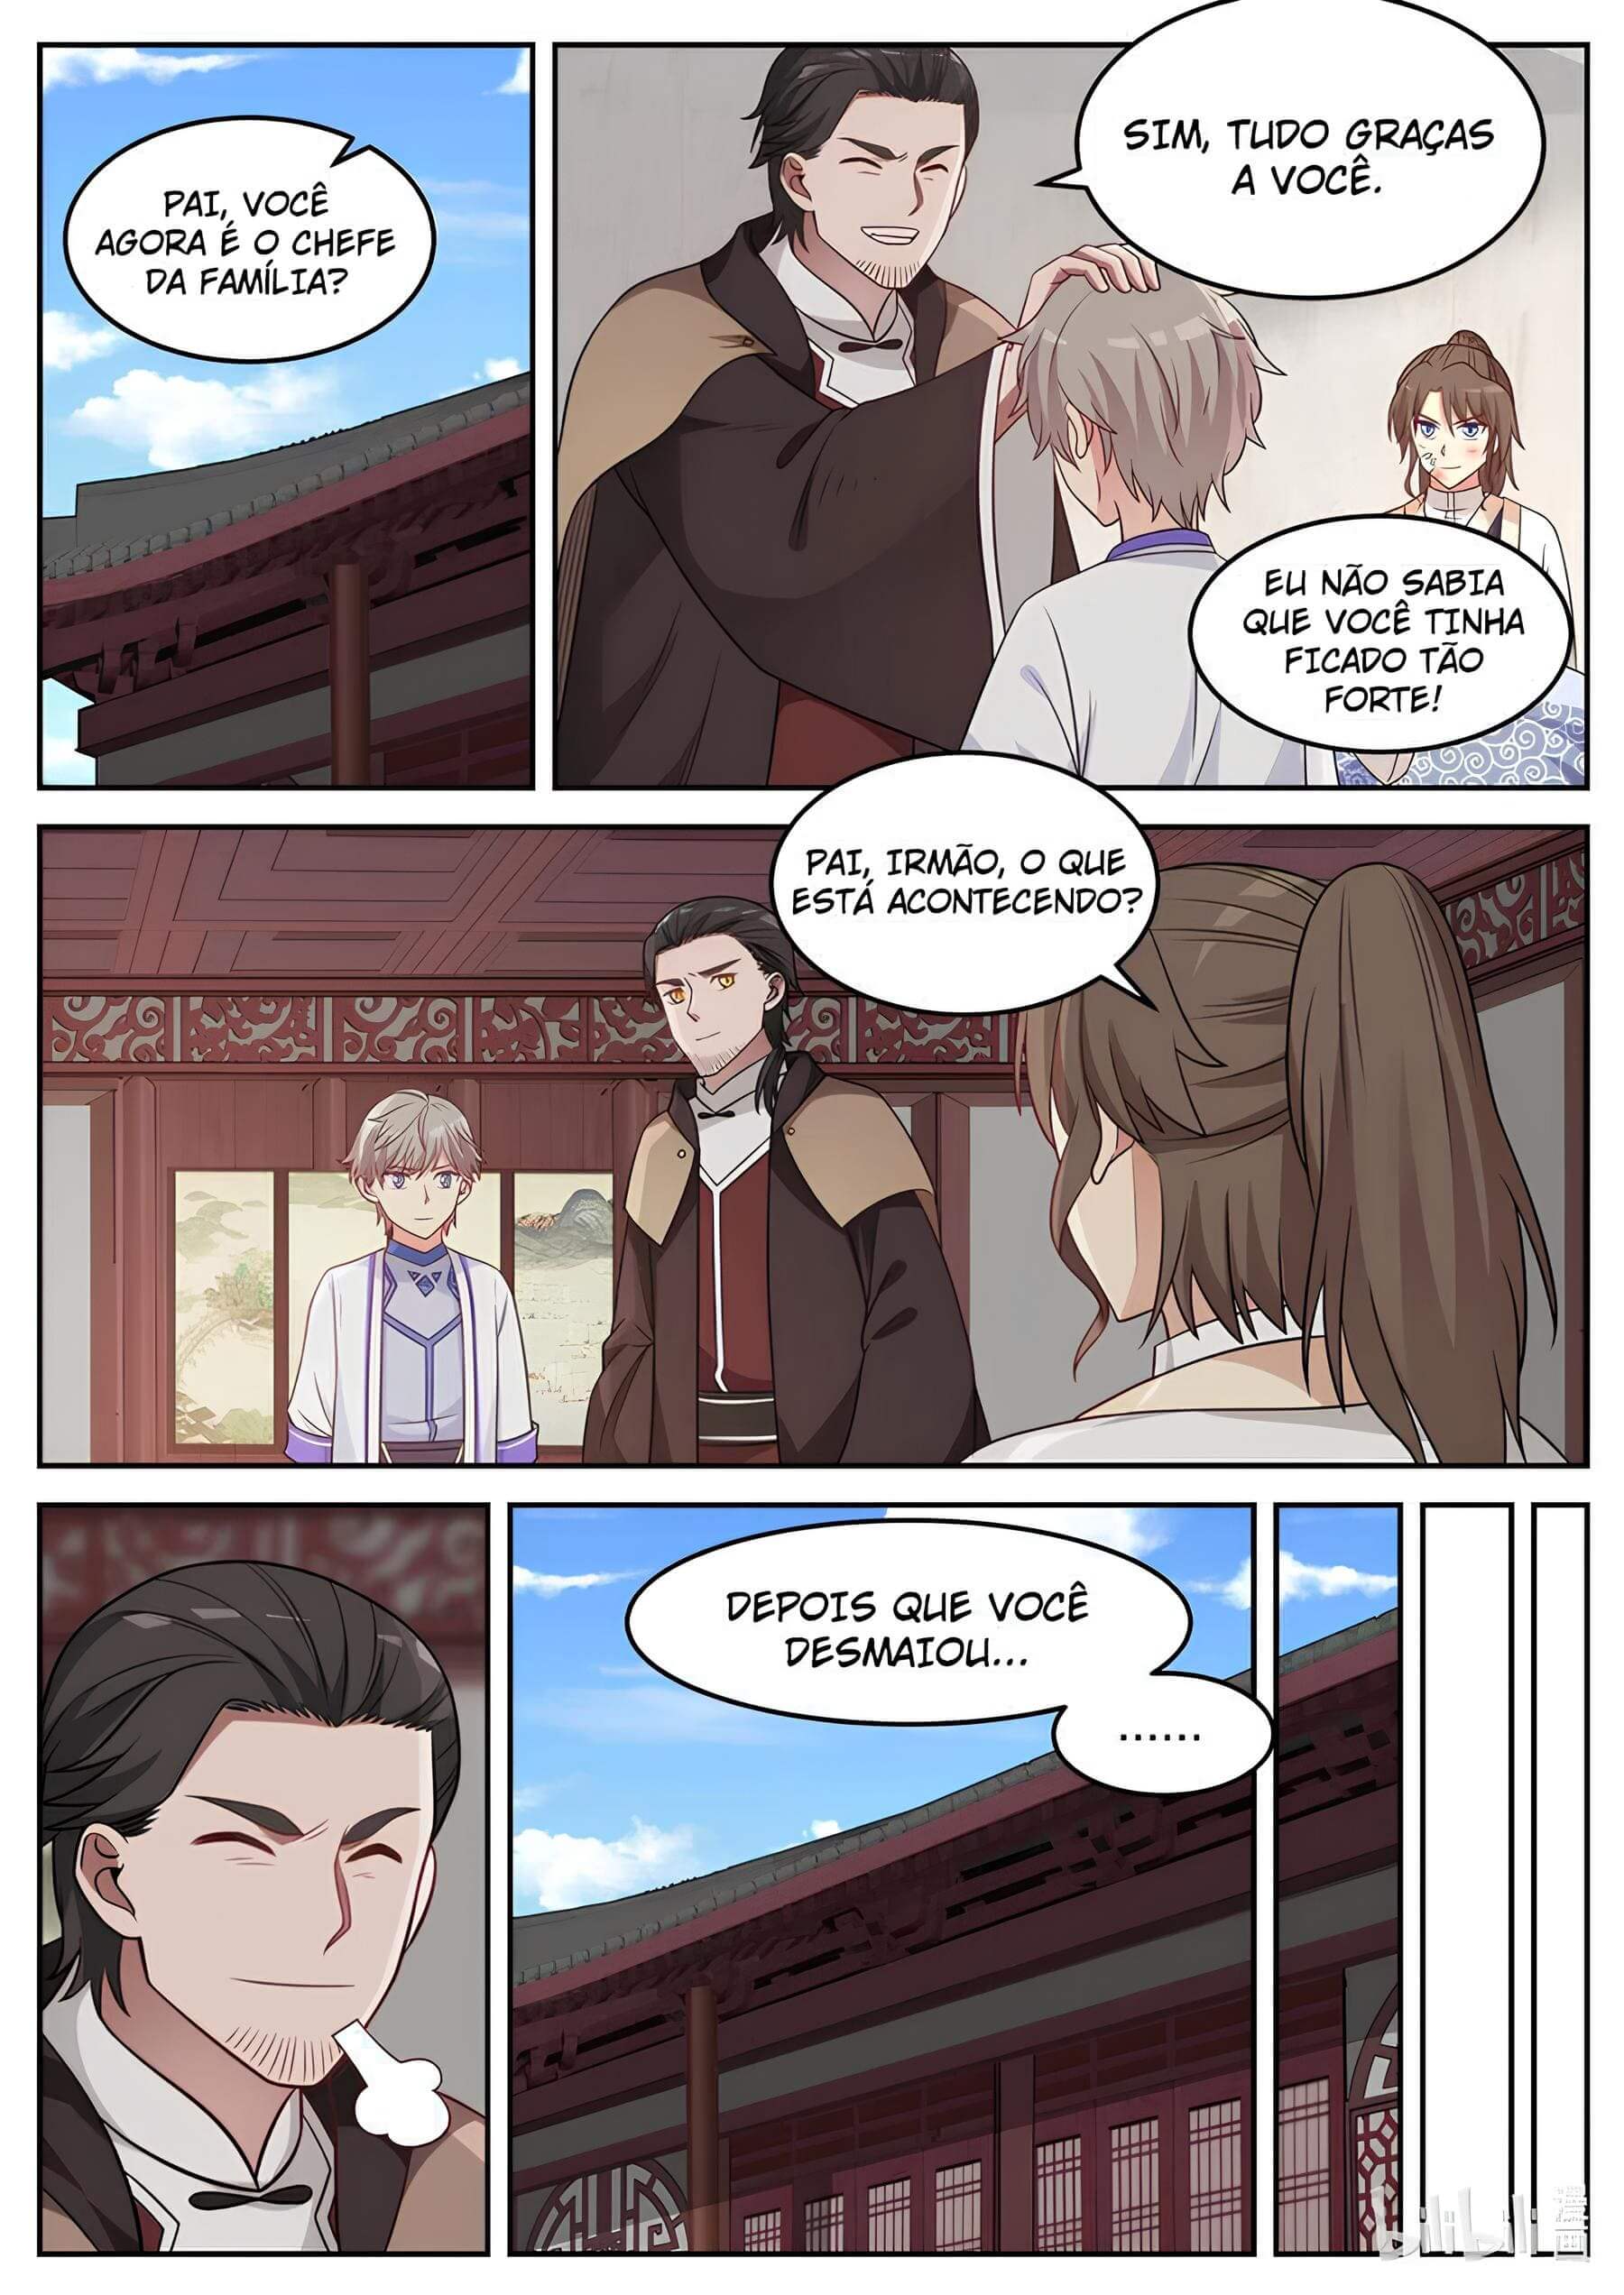 PAI, VOCÊ
AGORA É O CHEFE
DA FAMÍLIA?
SIM, TUDO GRAÇAS
A VOCÊ.
EU NÃO SABIA
QUE VOCÊ TINHA
FICADO TÃO
FORTE!
PAI, IRMÃO, O QUE
ESTÁ ACONTECENDO?
DEPOIS QUE VOCÊ
DESMAIOU...
......
bilibili